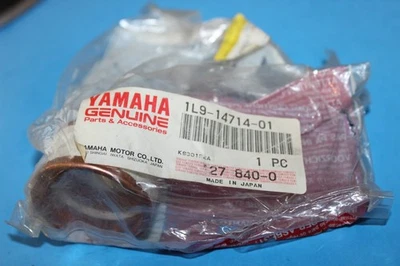 YAMAHA
GENUINE
Parts & Accessories
1L9-14714-01
1 PC
YAMAHA MOTOR CO., LTD.
27 840-0
MADE IN JAPAN